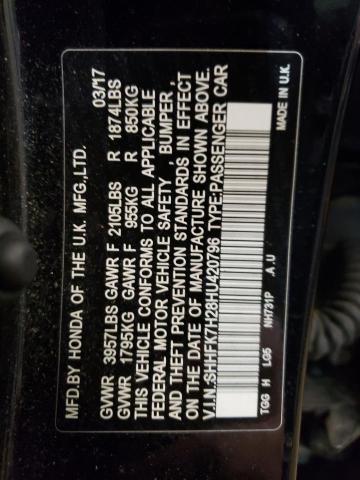 MFD.BY HONDA OF THE U.K. MFG.,LTD. 03/17
GVWR 3957LBS GAWR F 2105LBS R 1874LBS
GVWR 1795KG GAWR F 955KG R 850KG
THIS VEHICLE CONFORMS TO ALL APPLICABLE
FEDERAL MOTOR VEHICLE SAFETY , BUMPER,
AND THEFT PREVENTION STANDARDS IN EFFECT
ON THE DATE OF MANUFACTURE SHOWN ABOVE.
V.I.N.:SHHFK7H28HU420796 TYPE:PASSENGER CAR
TGG H LG5 NH731P .A .U MADE IN U.K.